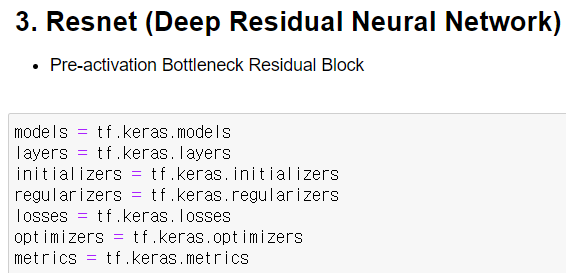 3. Resnet (Deep Residual Neural Network)
• Pre-activation Bottleneck Residual Block
models = tf.keras.models
layers = tf.keras.layers
initializers = tf.keras.initializers
regularizers = tf.keras.regularizers
losses = tf.keras.losses
optimizers = tf.keras.optimizers
metrics = tf.keras.metrics